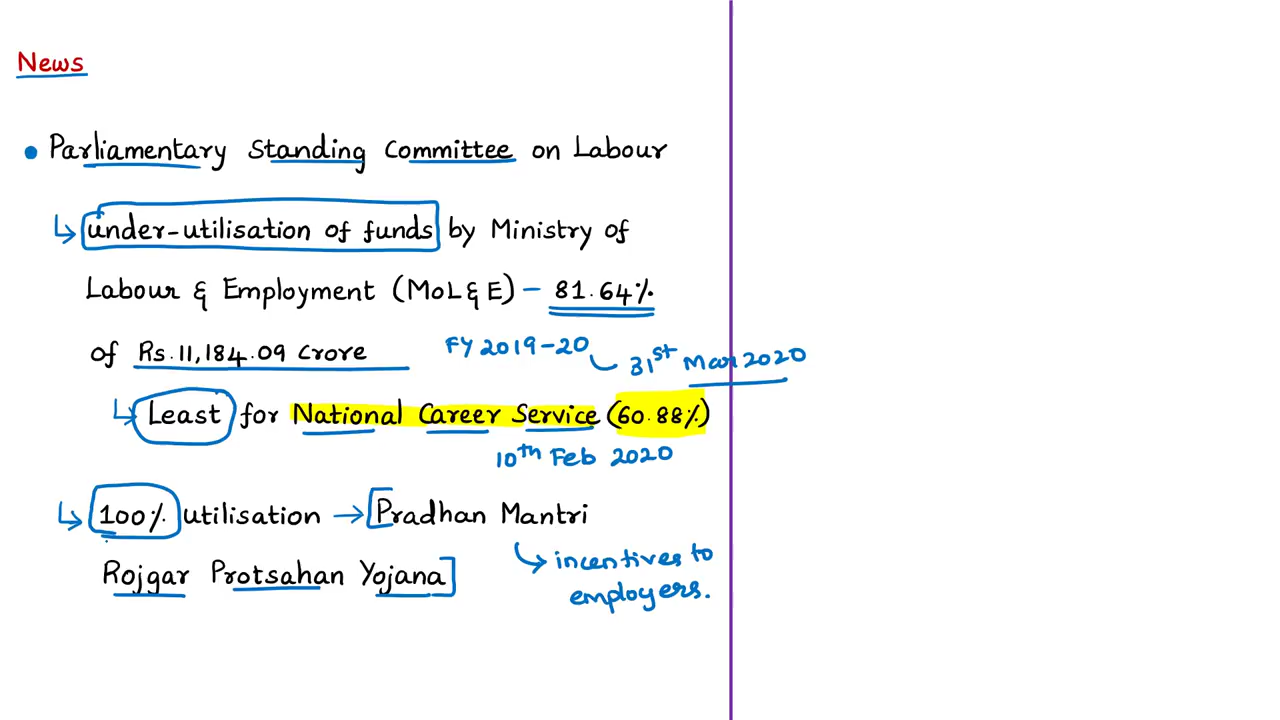 News
• Parliamentary Standing Committee on Labour
↳ under-utilisation of funds by Ministry of
Labour & Employment (MoL&E) – 81.64%
of Rs.11,184.09 Crore
FY 2019-20
31st Mar 2020
↳ Least for National Career Service (60.88%)
10th Feb 2020
↳ 100% utilisation → [Pradhan Mantri
Rojgar Protsahan Yojana]
↳ incentives to
employers.